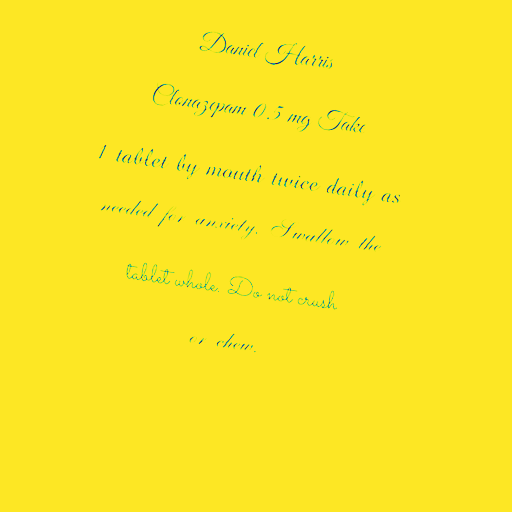 Daniel Harris
Clonazepam 0.5 mg Take
1 tablet by mouth twice daily as
needed for anxiety. Swallow the
tablet whole. Do not crush
or chew.